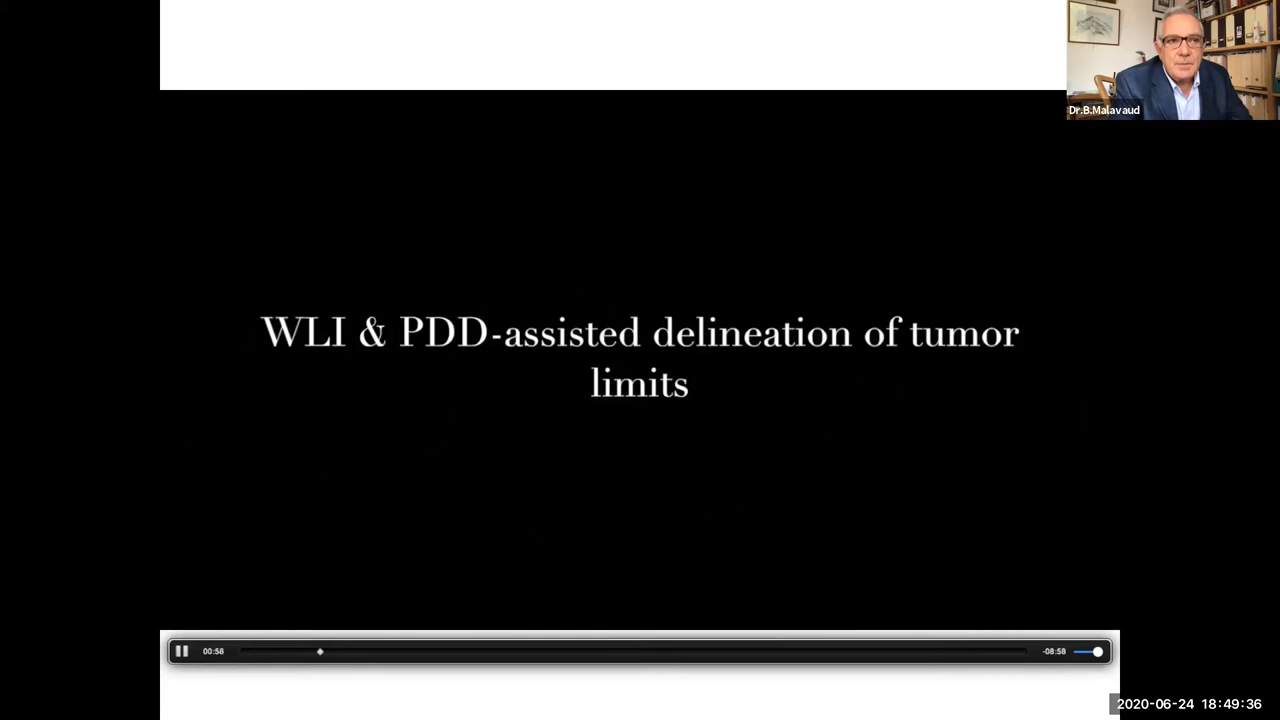 Dr.B.Malavaud
WLI & PDD-assisted delineation of tumor
limits
00:58
-08:58
2020-06-24 18:49:36